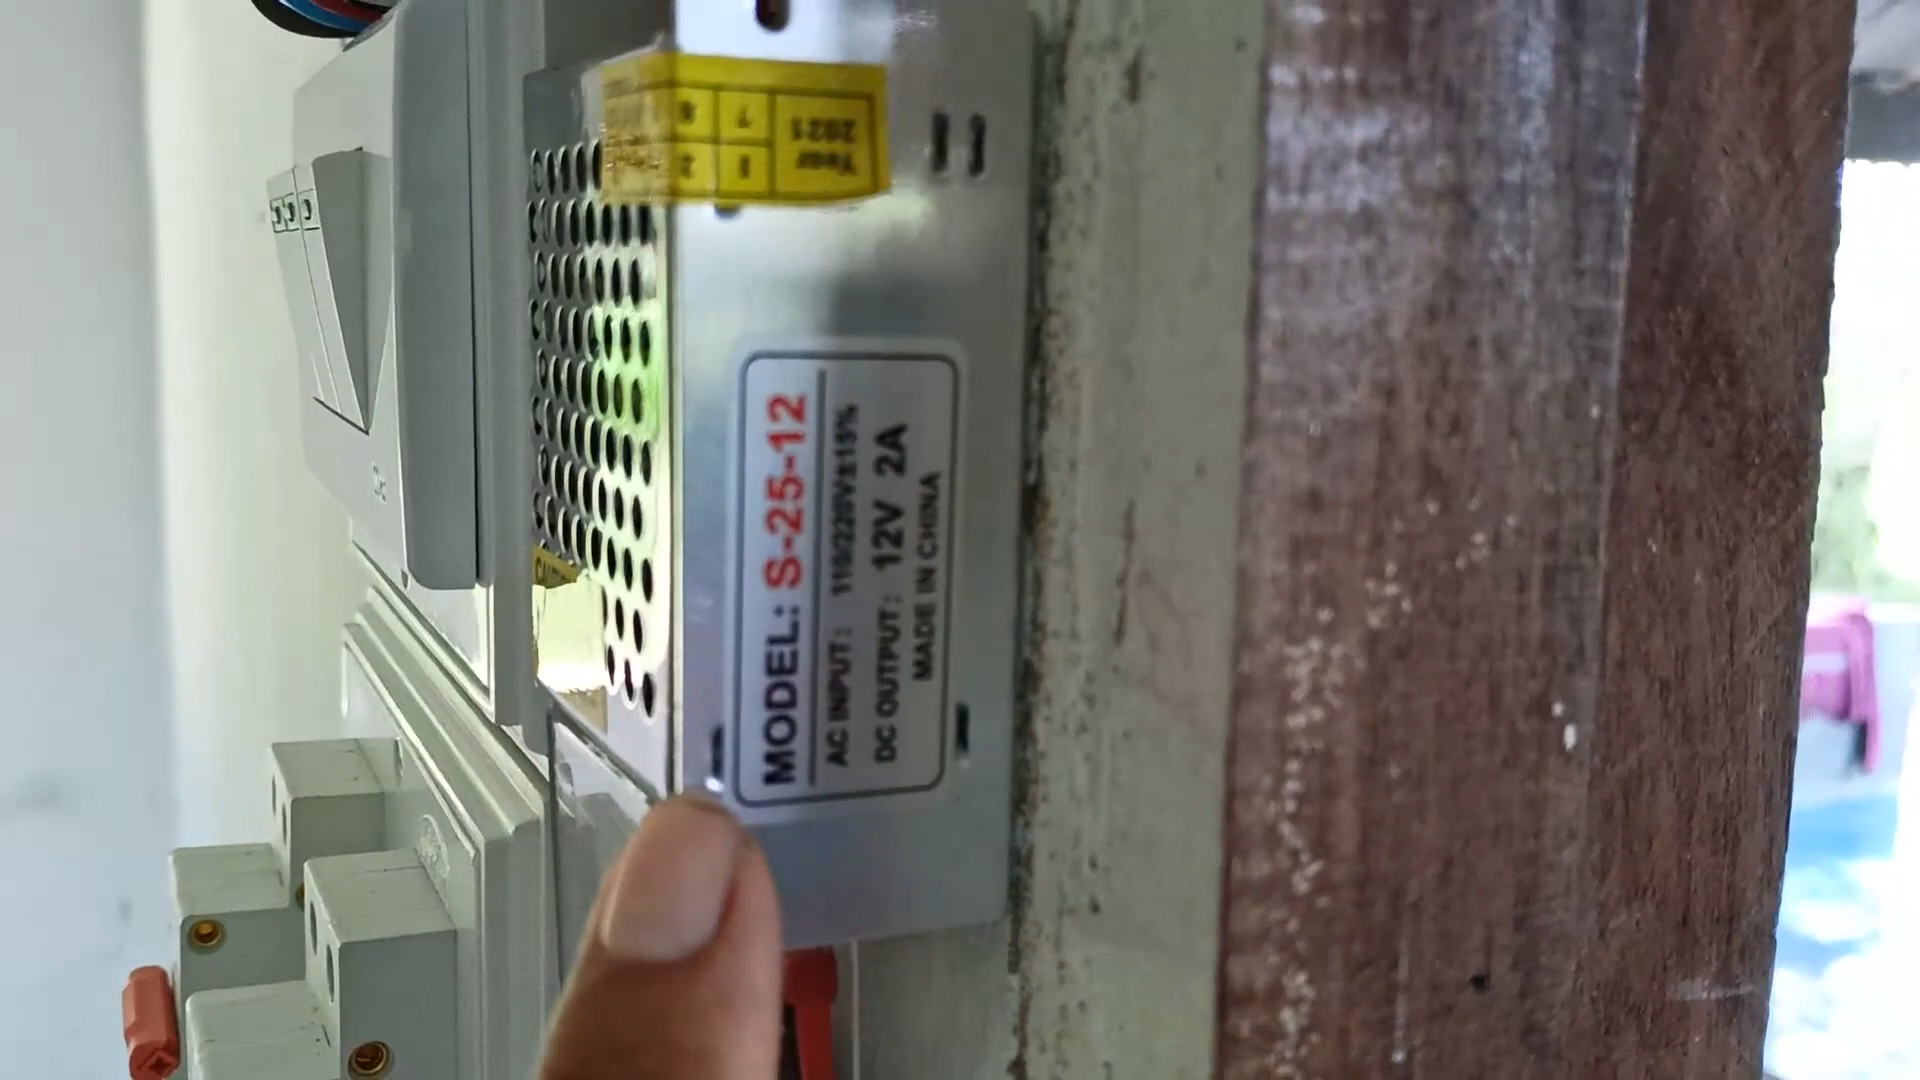 MODEL: S-25-12
AC INPUT: 110/220V±15%
DC OUTPUT: 12V 2A
MADE IN CHINA
Year
2021